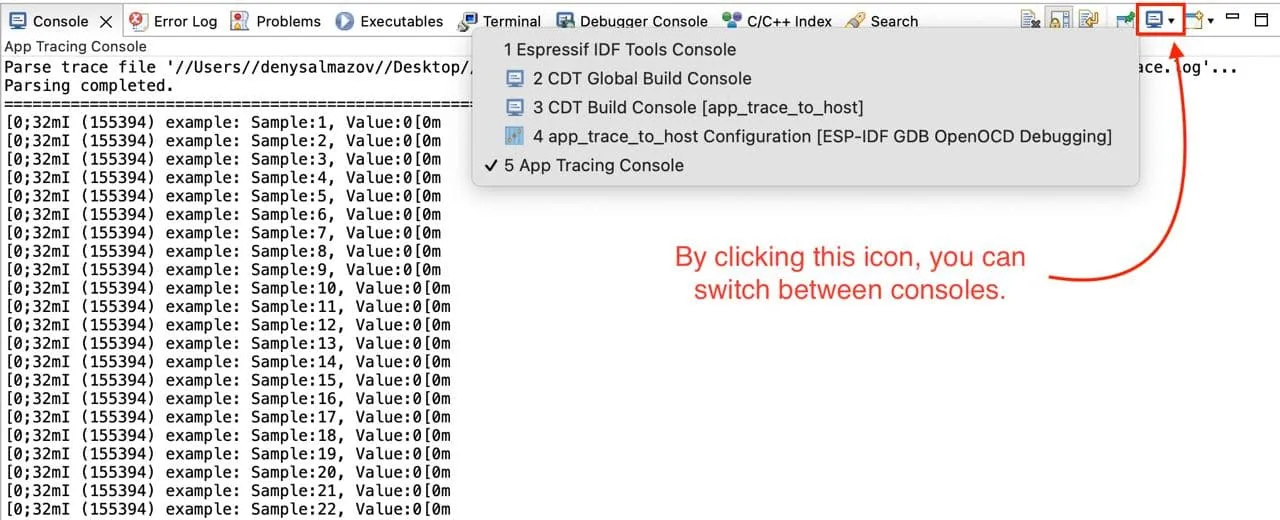 Console Error Log Problems Executables Terminal Debugger Console C/C++ Index Search
App Tracing Console
Parse trace file '//Users//denysalmazov//Desktop/ ace.log'...
Parsing completed.
1 Espressif IDF Tools Console
2 CDT Global Build Console
3 CDT Build Console [app_trace_to_host]
4 app_trace_to_host Configuration [ESP-IDF GDB OpenOCD Debugging]
✓ 5 App Tracing Console
By clicking this icon, you can
switch between consoles.
=================================================
[0;32mI (155394) example: Sample:1, Value:0[0m
[0;32mI (155394) example: Sample:2, Value:0[0m
[0;32mI (155394) example: Sample:3, Value:0[0m
[0;32mI (155394) example: Sample:4, Value:0[0m
[0;32mI (155394) example: Sample:5, Value:0[0m
[0;32mI (155394) example: Sample:6, Value:0[0m
[0;32mI (155394) example: Sample:7, Value:0[0m
[0;32mI (155394) example: Sample:8, Value:0[0m
[0;32mI (155394) example: Sample:9, Value:0[0m
[0;32mI (155394) example: Sample:10, Value:0[0m
[0;32mI (155394) example: Sample:11, Value:0[0m
[0;32mI (155394) example: Sample:12, Value:0[0m
[0;32mI (155394) example: Sample:13, Value:0[0m
[0;32mI (155394) example: Sample:14, Value:0[0m
[0;32mI (155394) example: Sample:15, Value:0[0m
[0;32mI (155394) example: Sample:16, Value:0[0m
[0;32mI (155394) example: Sample:17, Value:0[0m
[0;32mI (155394) example: Sample:18, Value:0[0m
[0;32mI (155394) example: Sample:19, Value:0[0m
[0;32mI (155394) example: Sample:20, Value:0[0m
[0;32mI (155394) example: Sample:21, Value:0[0m
[0;32mI (155394) example: Sample:22, Value:0[0m